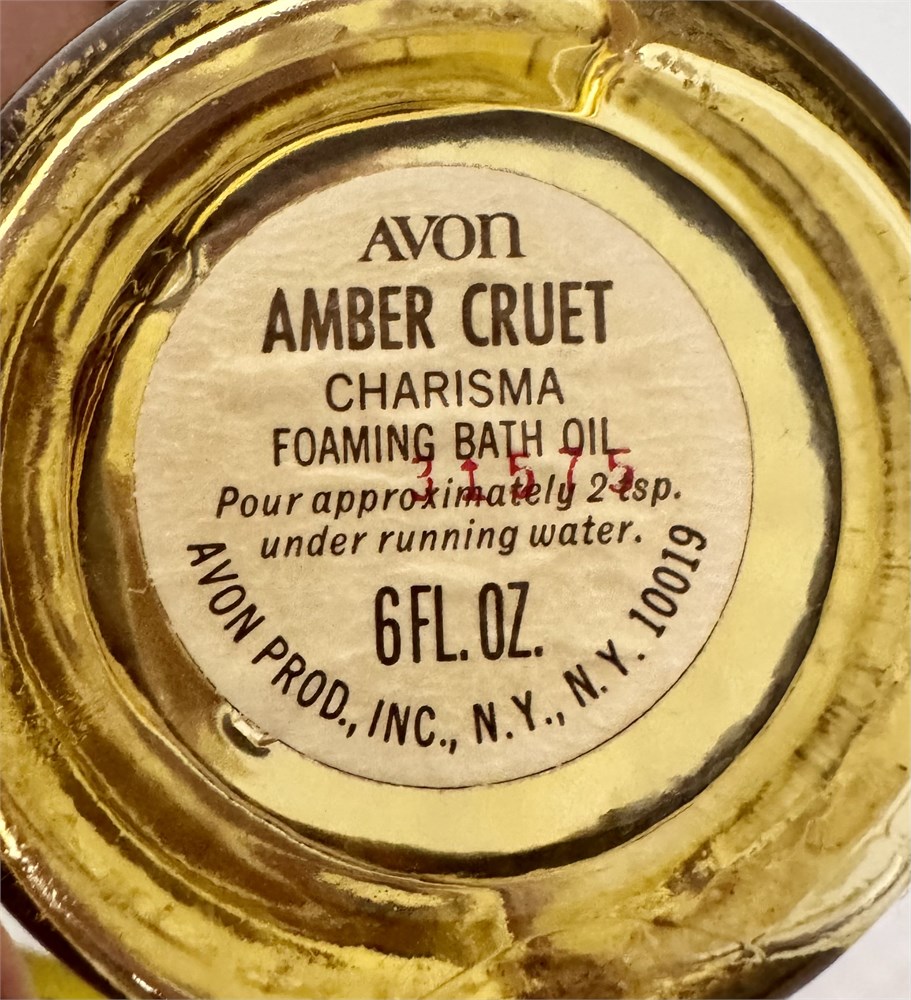 AVON
AMBER CRUET
CHARISMA
FOAMING BATH OIL
31575
Pour approximately 2 tsp.
under running water.
6 FL. OZ.
AVON PROD., INC., N.Y., N.Y. 10019